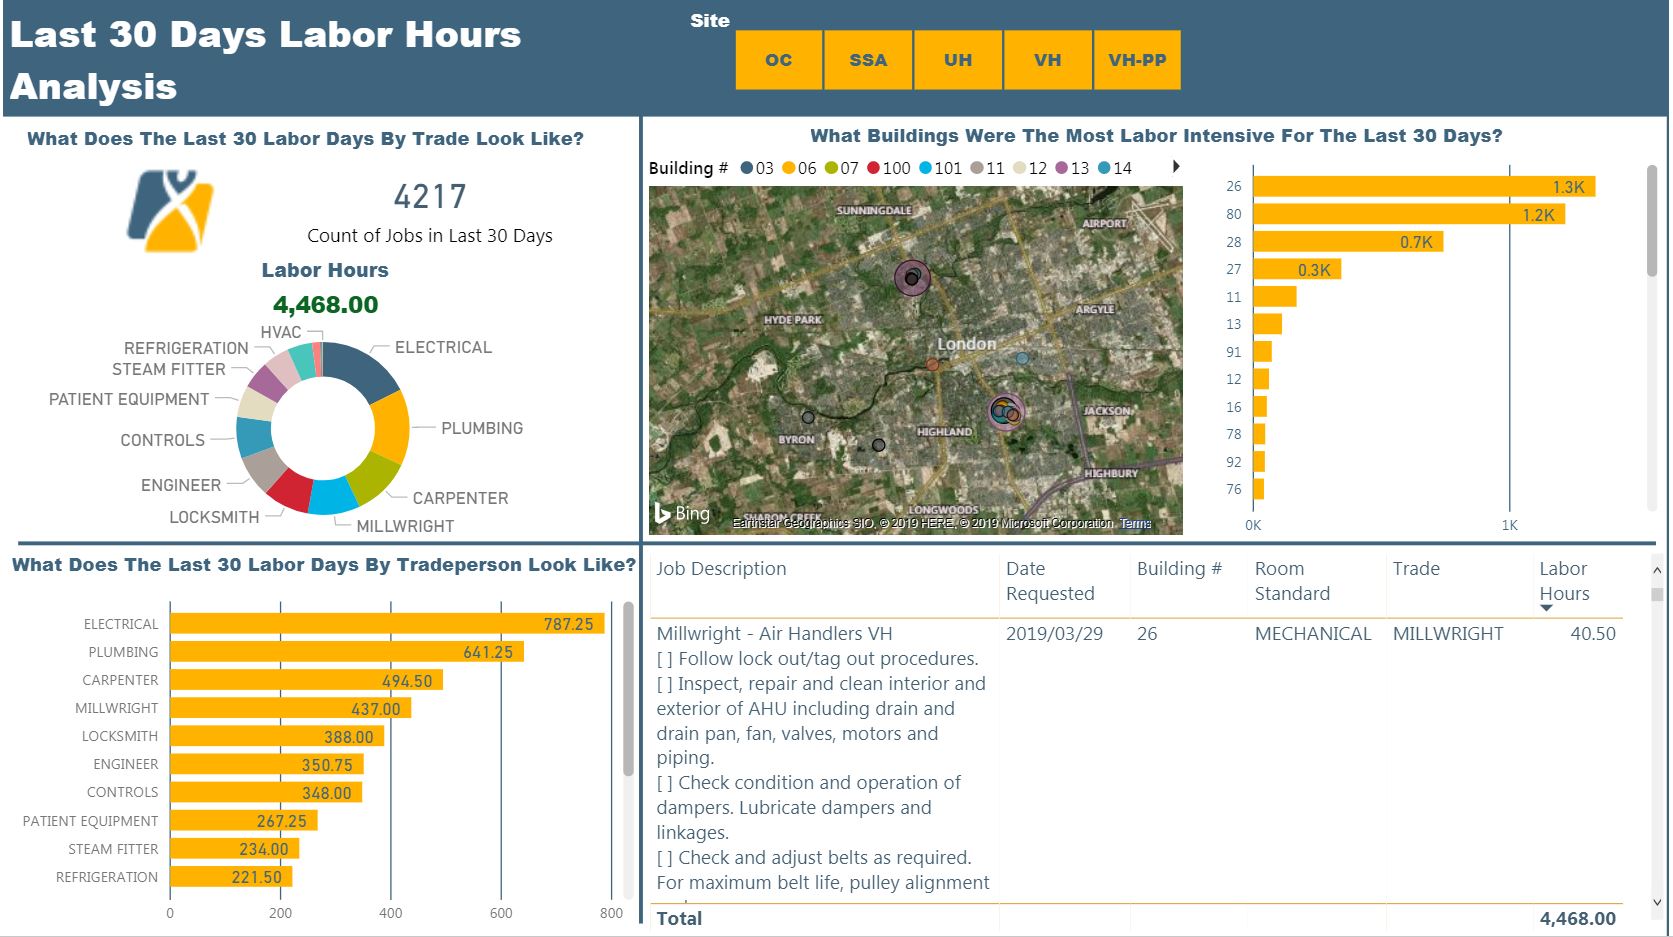 Last 30 Days Labor Hours
Analysis
Site
OC
SSA
UH
VH
VH-PP
What Does The Last 30 Labor Days By Trade Look Like?
4217
Count of Jobs in Last 30 Days
Labor Hours
4,468.00
HVAC
REFRIGERATION
STEAM FITTER
PATIENT EQUIPMENT
CONTROLS
ENGINEER
LOCKSMITH
ELECTRICAL
PLUMBING
CARPENTER
MILLWRIGHT
What Buildings Were The Most Labor Intensive For The Last 30 Days?
Building # 03 06 07 100 101 11 12 13 14
SUNNINGDALE
AIRPORT
HYDE PARK
ARGYLE
London
JACKSON
BYRON
HIGHLAND
HIGHBURY
LONGWOODS
SHARON CREEK
Bing
Earthstar Geographics SIO, © 2019 HERE, © 2019 Microsoft Corporation Terms
26 1.3K
80 1.2K
28 0.7K
27 0.3K
11
13
91
12
16
78
92
76
0K 1K
What Does The Last 30 Labor Days By Tradeperson Look Like?
ELECTRICAL 787.25
PLUMBING 641.25
CARPENTER 494.50
MILLWRIGHT 437.00
LOCKSMITH 388.00
ENGINEER 350.75
CONTROLS 348.00
PATIENT EQUIPMENT 267.25
STEAM FITTER 234.00
REFRIGERATION 221.50
0 200 400 600 800
Job Description
Date
Requested
Building #
Room
Standard
Trade
Labor
Hours
Millwright - Air Handlers VH
[ ] Follow lock out/tag out procedures.
[ ] Inspect, repair and clean interior and
exterior of AHU including drain and
drain pan, fan, valves, motors and
piping.
[ ] Check condition and operation of
dampers. Lubricate dampers and
linkages.
[ ] Check and adjust belts as required.
For maximum belt life, pulley alignment
2019/03/29
26
MECHANICAL
MILLWRIGHT
40.50
Total 4,468.00